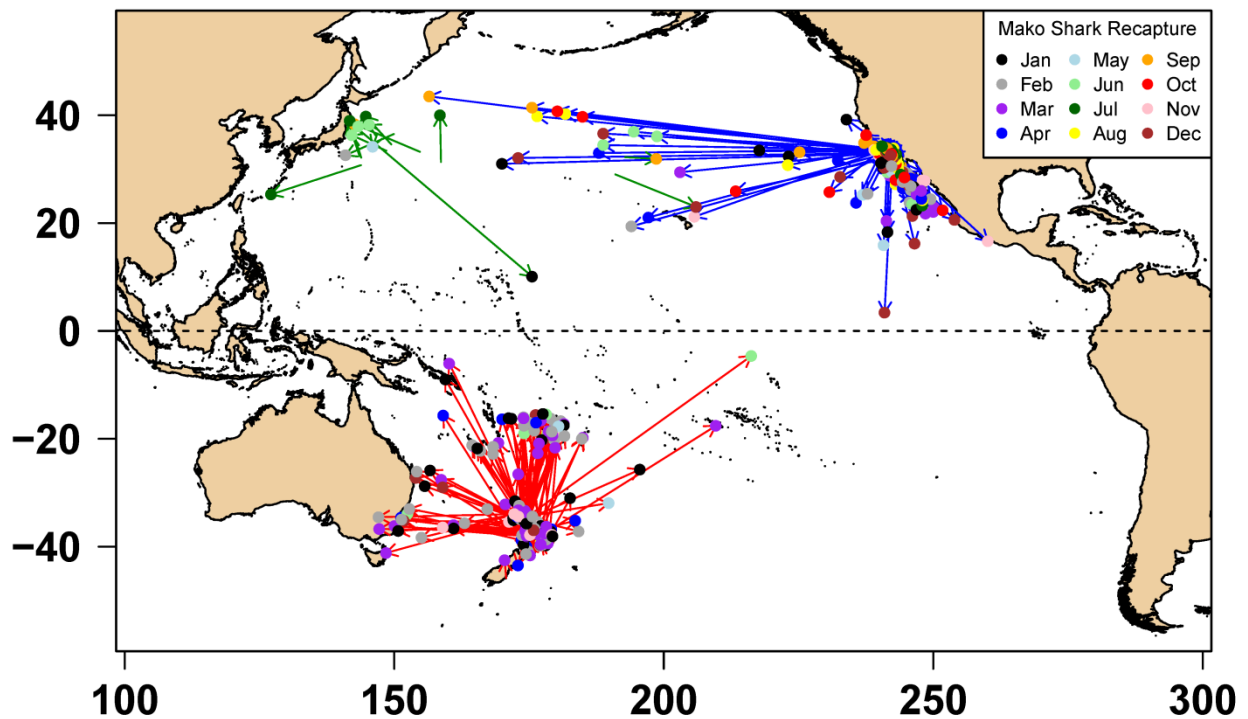 Mako Shark Recapture
Jan May Sep
Feb Jun Oct
Mar Jul Nov
Apr Aug Dec
40
20
0
−20
−40
100 150 200 250 300